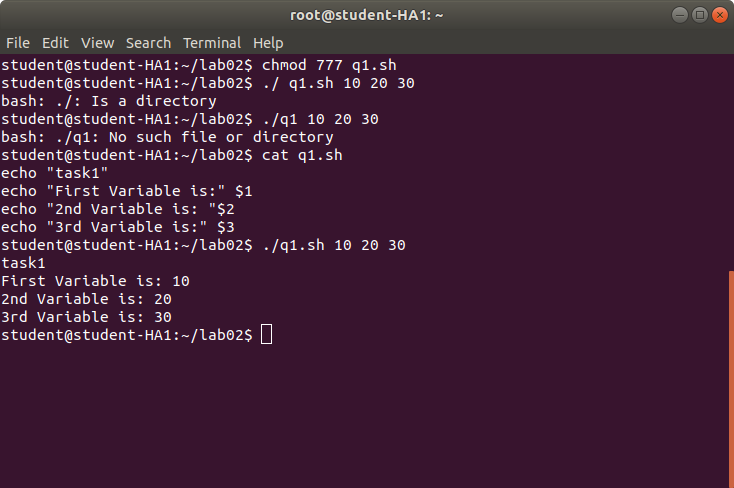 root@student-HA1: ~
File Edit View Search Terminal Help
student@student-HA1:~/lab02$ chmod 777 q1.sh
student@student-HA1:~/lab02$ ./ q1.sh 10 20 30
bash: ./: Is a directory
student@student-HA1:~/lab02$ ./q1 10 20 30
bash: ./q1: No such file or directory
student@student-HA1:~/lab02$ cat q1.sh
echo "task1"
echo "First Variable is:" $1
echo "2nd Variable is: "$2
echo "3rd Variable is:" $3
student@student-HA1:~/lab02$ ./q1.sh 10 20 30
task1
First Variable is: 10
2nd Variable is: 20
3rd Variable is: 30
student@student-HA1:~/lab02$